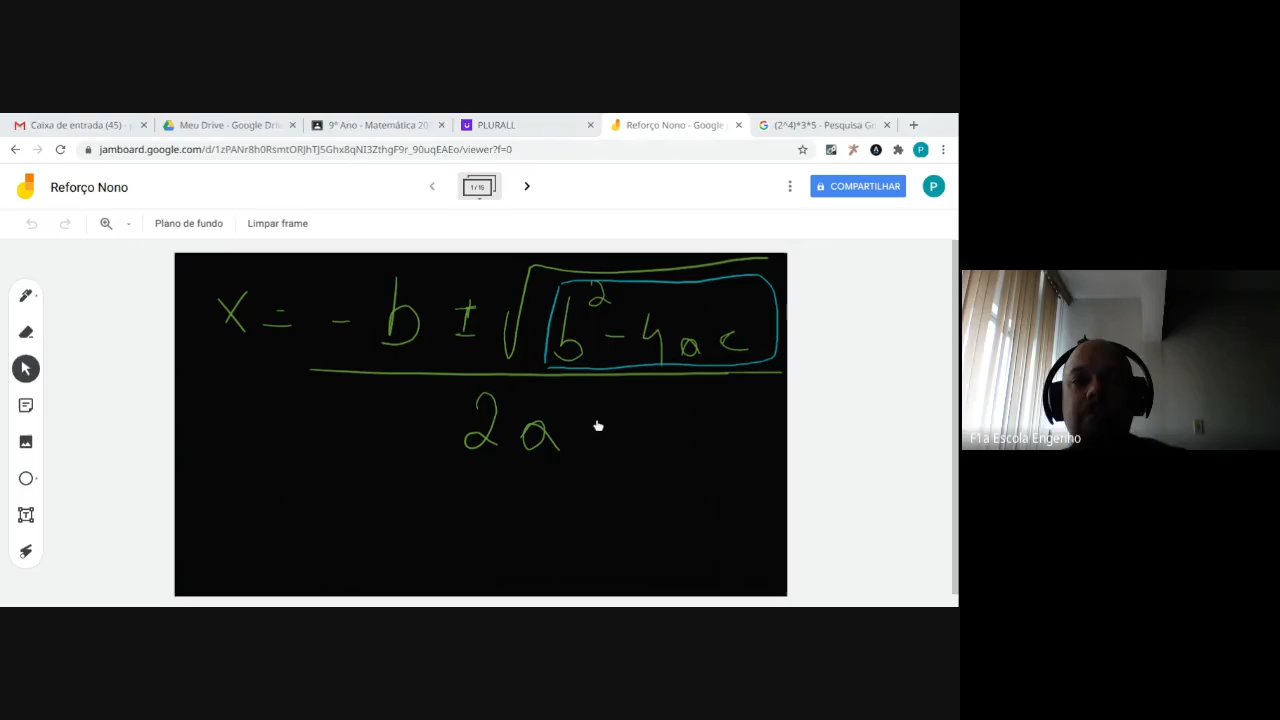 Caixa de entrada (45) -
Meu Drive - Google Dri
9º Ano - Matemática 20
PLURALL
Reforço Nono - Google
(2^4)*3*5 - Pesquisa G
jamboard.google.com/d/1zPANr8h0RsmtORJhTJ5Ghx8qNI3ZthgF9r_90uqEAEo/viewer?f=0
P
Reforço Nono
1 / 15
COMPARTILHAR
P
Plano de fundo
Limpar frame
x = - b ± √ b² - 4ac
2a
F1a Escola Engenho